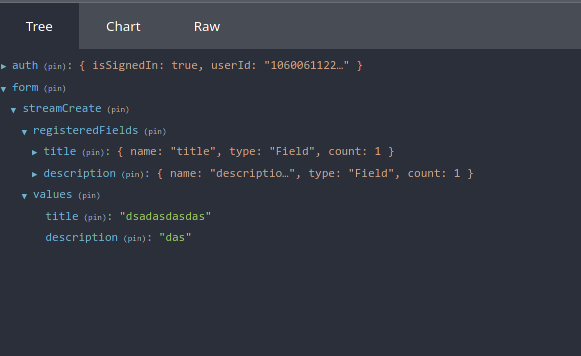 Tree Chart Raw
auth (pin): { isSignedIn: true, userId: "1060061122…" }
form (pin)
streamCreate (pin)
registeredFields (pin)
title (pin): { name: "title", type: "Field", count: 1 }
description (pin): { name: "descriptio…", type: "Field", count: 1 }
values (pin)
title (pin): "dsadasdasdas"
description (pin): "das"